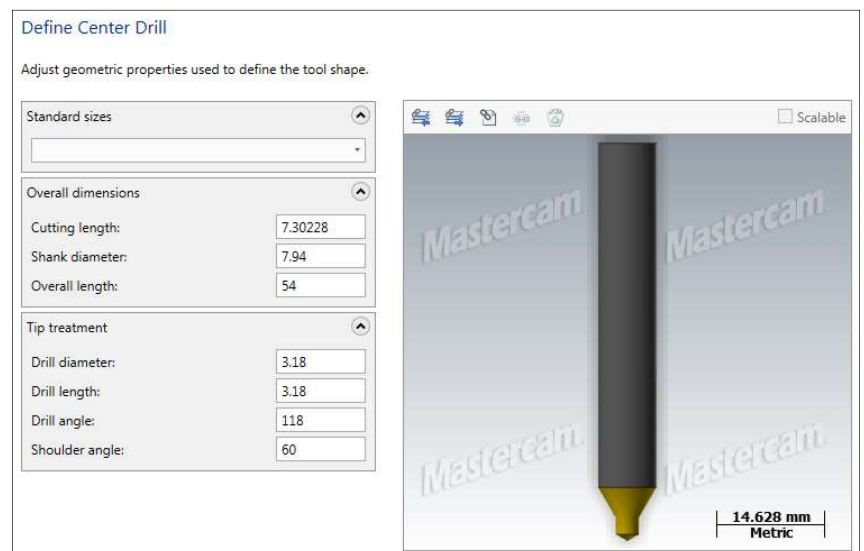 Define Center Drill
Adjust geometric properties used to define the tool shape.
Standard sizes
Overall dimensions
Cutting length: 7.30228
Shank diameter: 7.94
Overall length: 54
Tip treatment
Drill diameter: 3.18
Drill length: 3.18
Drill angle: 118
Shoulder angle: 60
Scalable
Mastercam Mastercam
Mastercam Mastercam
14.628 mm
Metric